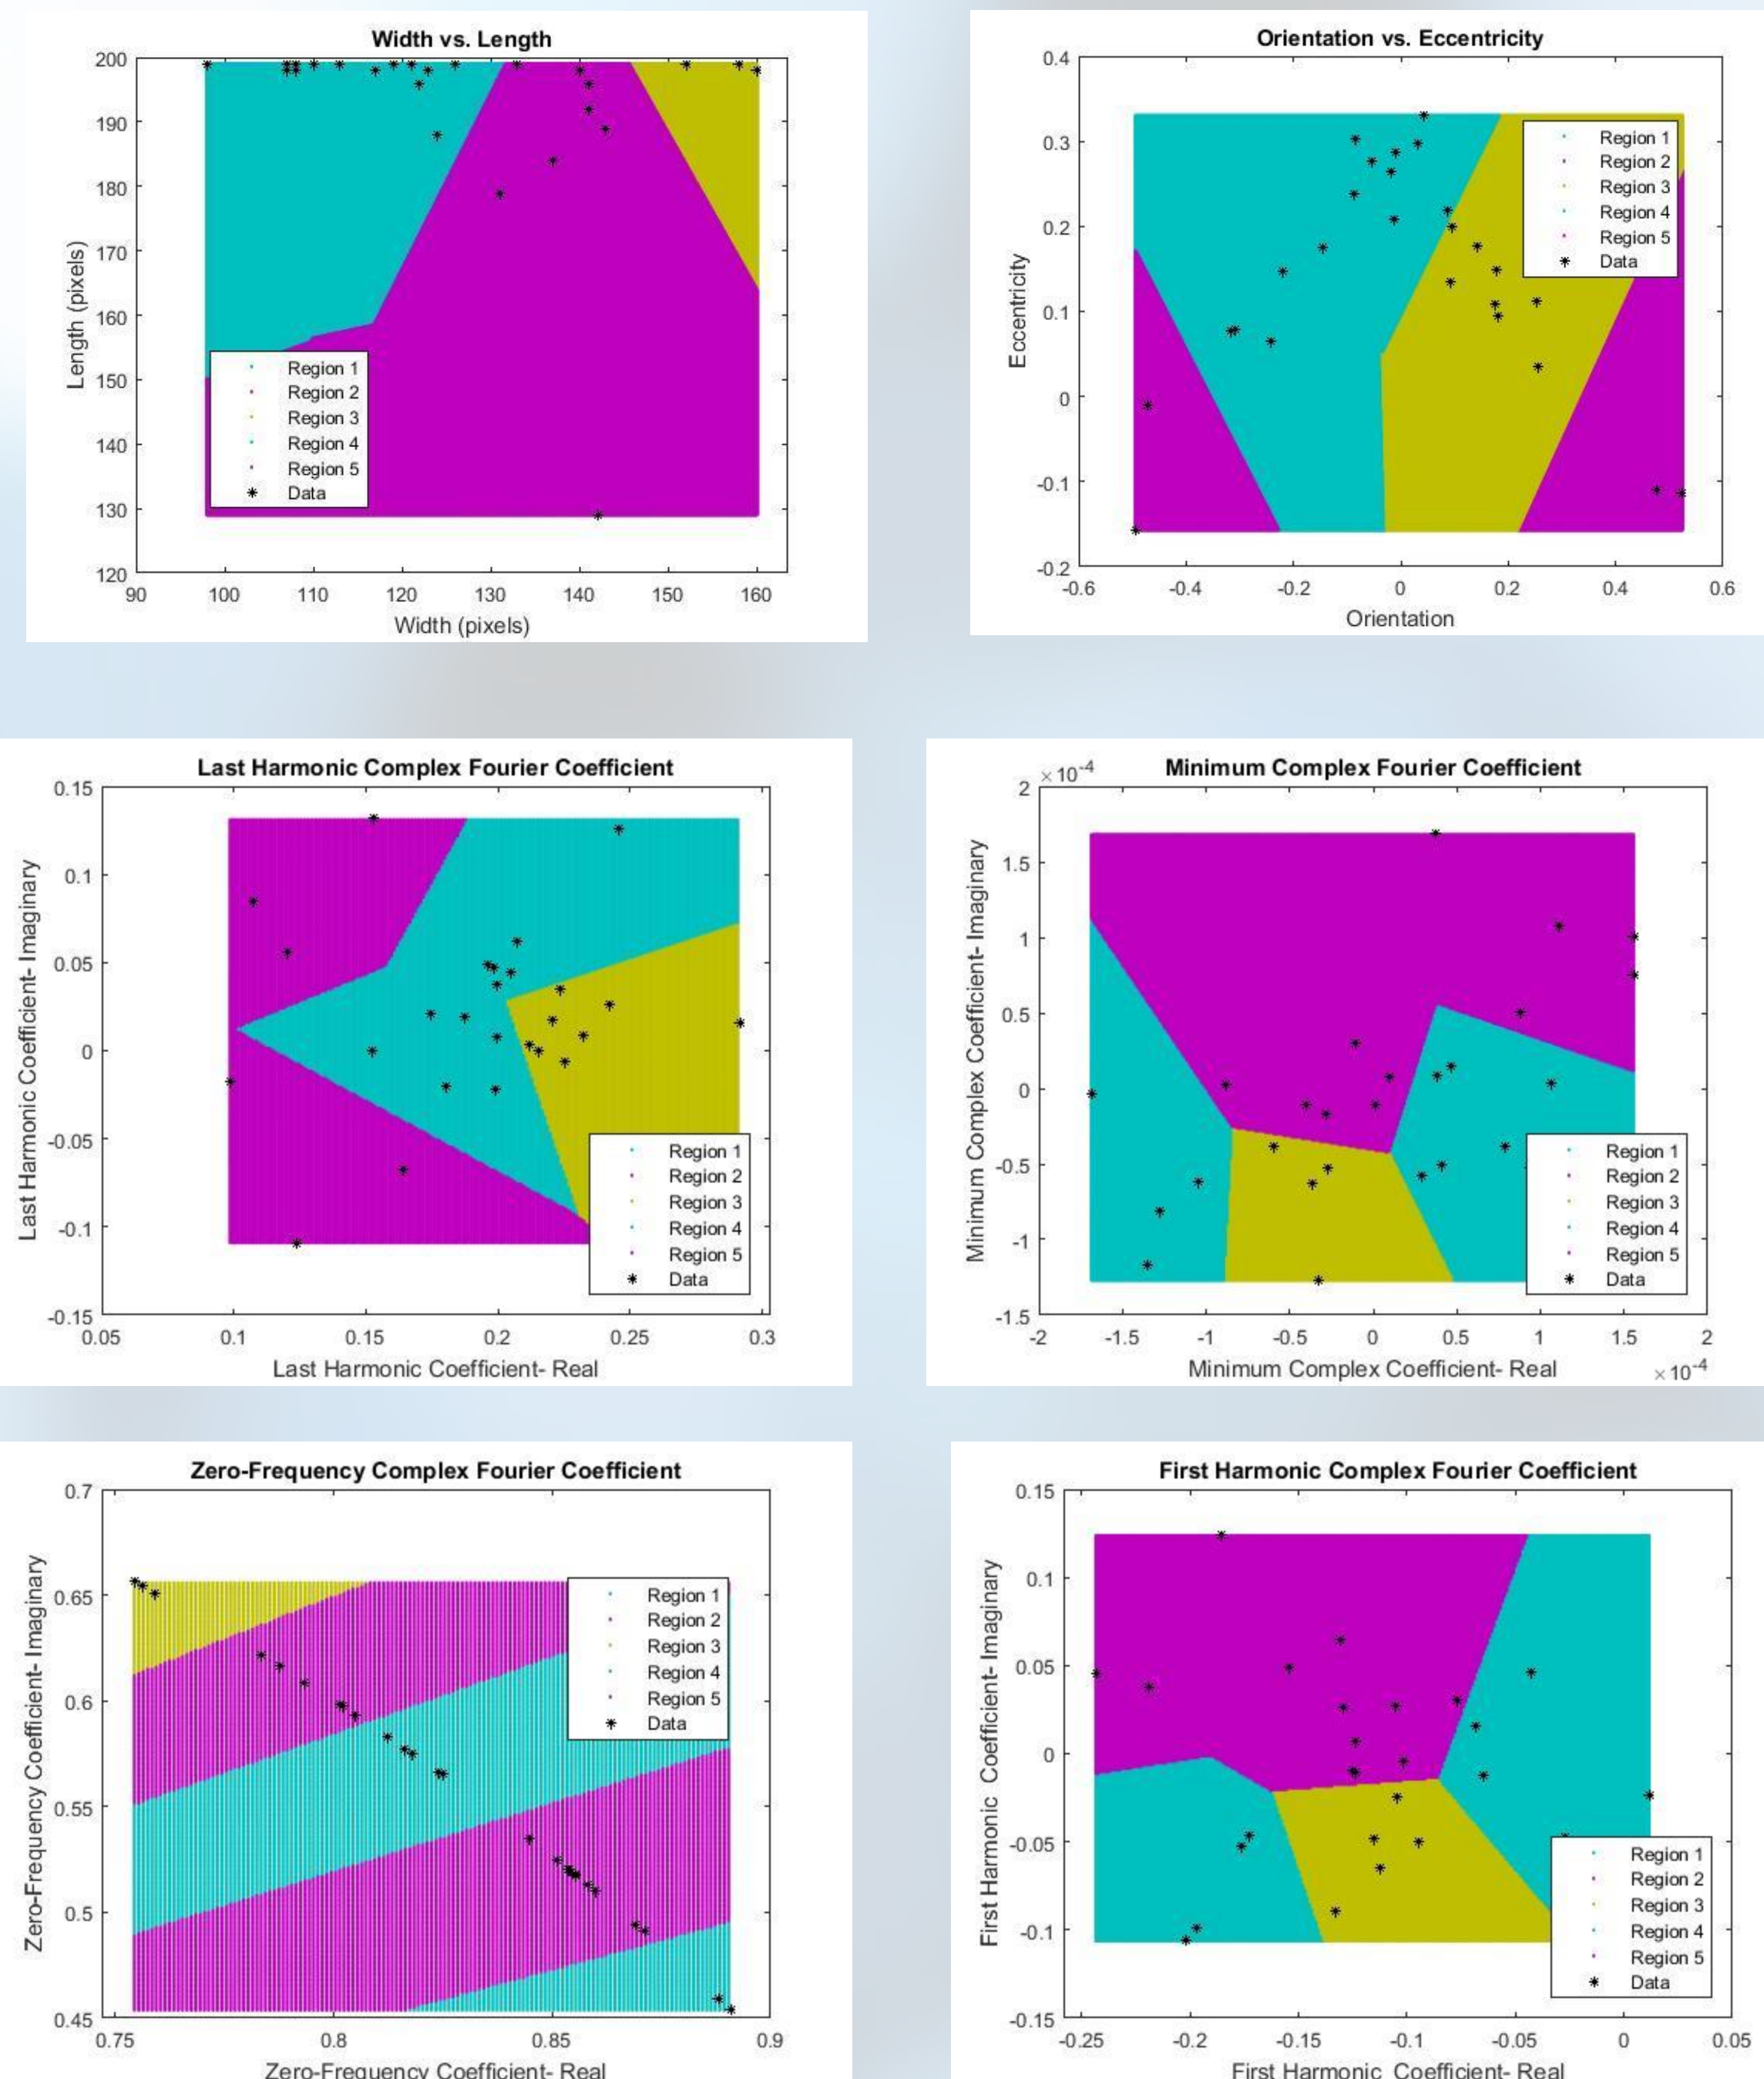 Width vs. Length
200
190
180
170
160
150
140
130
120
Length (pixels)
Region 1
Region 2
Region 3
Region 4
Region 5
Data
90 100 110 120 130 140 150 160
Width (pixels)
Orientation vs. Eccentricity
0.4
0.3
0.2
0.1
0
-0.1
-0.2
Eccentricity
Region 1
Region 2
Region 3
Region 4
Region 5
Data
-0.6 -0.4 -0.2 0 0.2 0.4 0.6
Orientation
Last Harmonic Complex Fourier Coefficient
0.15
0.1
0.05
0
-0.05
-0.1
-0.15
Last Harmonic Coefficient- Imaginary
Region 1
Region 2
Region 3
Region 4
Region 5
Data
0.05 0.1 0.15 0.2 0.25 0.3
Last Harmonic Coefficient- Real
Minimum Complex Fourier Coefficient
×10-4
2
1.5
1
0.5
0
-0.5
-1
-1.5
Minimum Complex Coefficient- Imaginary
Region 1
Region 2
Region 3
Region 4
Region 5
Data
-2 -1.5 -1 -0.5 0 0.5 1 1.5 2
Minimum Complex Coefficient- Real
×10-4
Zero-Frequency Complex Fourier Coefficient
0.7
0.65
0.6
0.55
0.5
0.45
Zero-Frequency Coefficient- Imaginary
Region 1
Region 2
Region 3
Region 4
Region 5
Data
0.75 0.8 0.85 0.9
Zero-Frequency Coefficient- Real
First Harmonic Complex Fourier Coefficient
0.15
0.1
0.05
0
-0.05
-0.1
-0.15
First Harmonic Coefficient- Imaginary
Region 1
Region 2
Region 3
Region 4
Region 5
Data
-0.25 -0.2 -0.15 -0.1 -0.05 0 0.05
First Harmonic Coefficient- Real